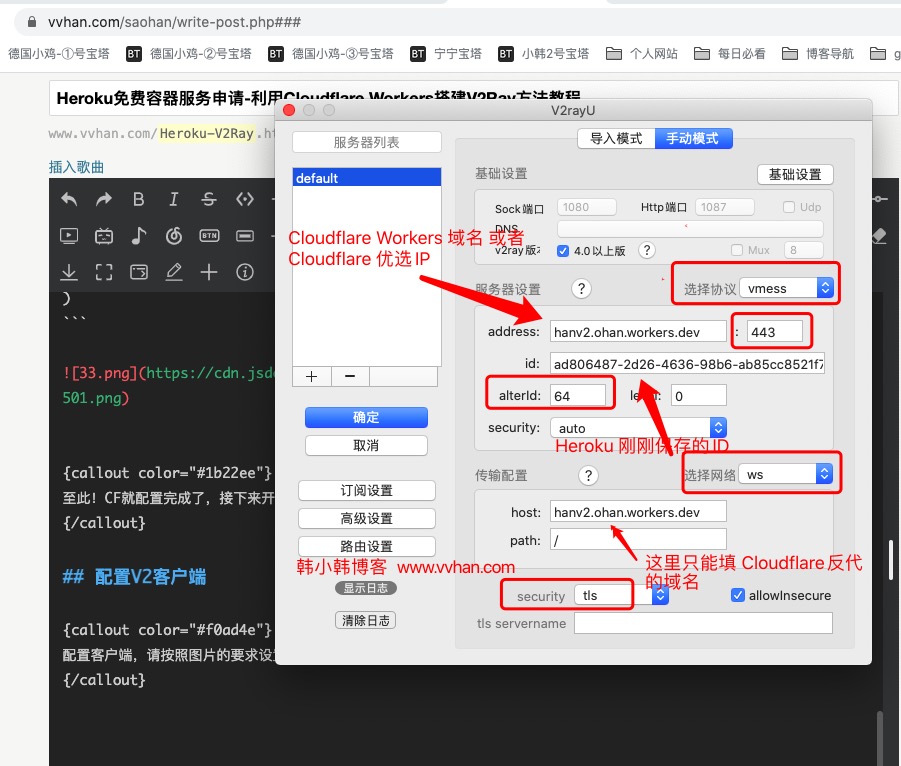 vvhan.com/saohan/write-post.php###
德国小鸡-①号宝塔 BT 德国小鸡-②号宝塔 BT 德国小鸡-③号宝塔 BT 宁宁宝塔 BT 小韩2号宝塔 个人网站 每日必看 博客导航 g
Heroku免费容器服务申请-利用Cloudflare Workers搭建V2Ray方法教程
www.vvhan.com/Heroku-V2Ray.ht
插入歌曲
B I S
BTN
)
```
![33.png](https://cdn.jsde
501.png)
{callout color="#1b22ee"}
至此！CF就配置完成了，接下来开
{/callout}
## 配置V2客户端
{callout color="#f0ad4e"}
配置客户端，请按照图片的要求设
{/callout}
V2rayU
服务器列表
default
+ −
确定
取消
订阅设置
高级设置
路由设置
韩小韩博客 www.vvhan.com
显示日志
清除日志
导入模式 手动模式
基础设置 基础设置
Sock端口 1080 Http端口 1087 Udp
DNS
v2ray版本 4.0以上版 ? Mux 8
Cloudflare Workers 域名 或者
Cloudflare 优选IP
服务器设置 ? 选择协议 vmess
address: hanv2.ohan.workers.dev : 443
id: ad806487-2d26-4636-98b6-ab85cc8521f7
alterId: 64 level: 0
security: auto
Heroku 刚刚保存的ID
传输配置 ? 选择网络 ws
host: hanv2.ohan.workers.dev
path: /
这里只能填 Cloudflare反代
的域名
security tls allowInsecure
tls servername